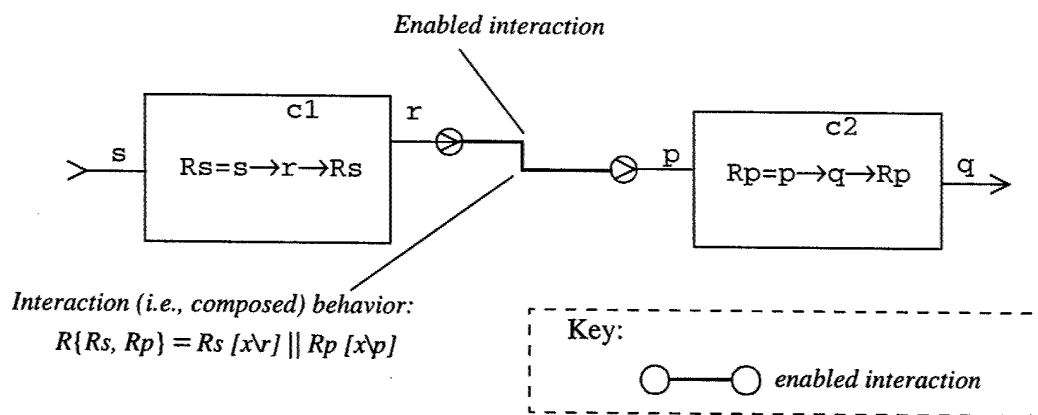 Enabled interaction
c1
r
c2
s
Rs=s→r→Rs
p
Rp=p→q→Rp
q
Interaction (i.e., composed) behavior:
R{Rs, Rp} = Rs [x\r] || Rp [x\p]
Key:
enabled interaction